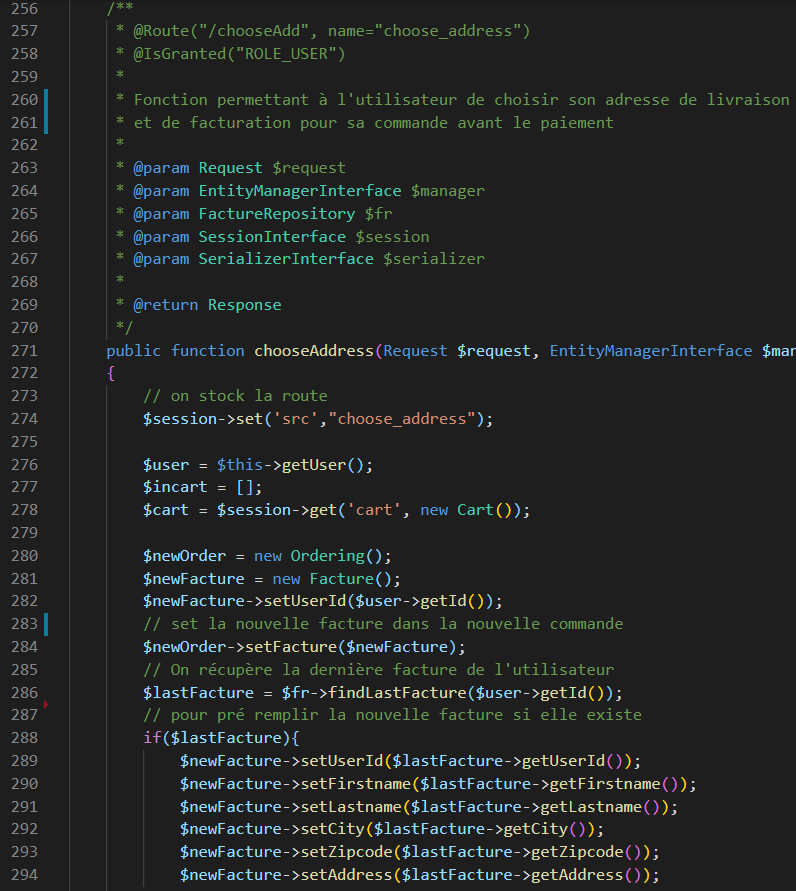 256 /**
257 * @Route("/chooseAdd", name="choose_address")
258 * @IsGranted("ROLE_USER")
259 *
260 * Fonction permettant à l'utilisateur de choisir son adresse de livraison
261 * et de facturation pour sa commande avant le paiement
262 *
263 * @param Request $request
264 * @param EntityManagerInterface $manager
265 * @param FactureRepository $fr
266 * @param SessionInterface $session
267 * @param SerializerInterface $serializer
268 *
269 * @return Response
270 */
271 public function chooseAddress(Request $request, EntityManagerInterface $mar
272 {
273 // on stock la route
274 $session->set('src',"choose_address");
275
276 $user = $this->getUser();
277 $incart = [];
278 $cart = $session->get('cart', new Cart());
279
280 $newOrder = new Ordering();
281 $newFacture = new Facture();
282 $newFacture->setUserId($user->getId());
283 // set la nouvelle facture dans la nouvelle commande
284 $newOrder->setFacture($newFacture);
285 // On récupère la dernière facture de l'utilisateur
286 $lastFacture = $fr->findLastFacture($user->getId());
287 // pour pré remplir la nouvelle facture si elle existe
288 if($lastFacture){
289 $newFacture->setUserId($lastFacture->getUserId());
290 $newFacture->setFirstname($lastFacture->getFirstname());
291 $newFacture->setLastname($lastFacture->getLastname());
292 $newFacture->setCity($lastFacture->getCity());
293 $newFacture->setZipcode($lastFacture->getZipcode());
294 $newFacture->setAddress($lastFacture->getAddress());